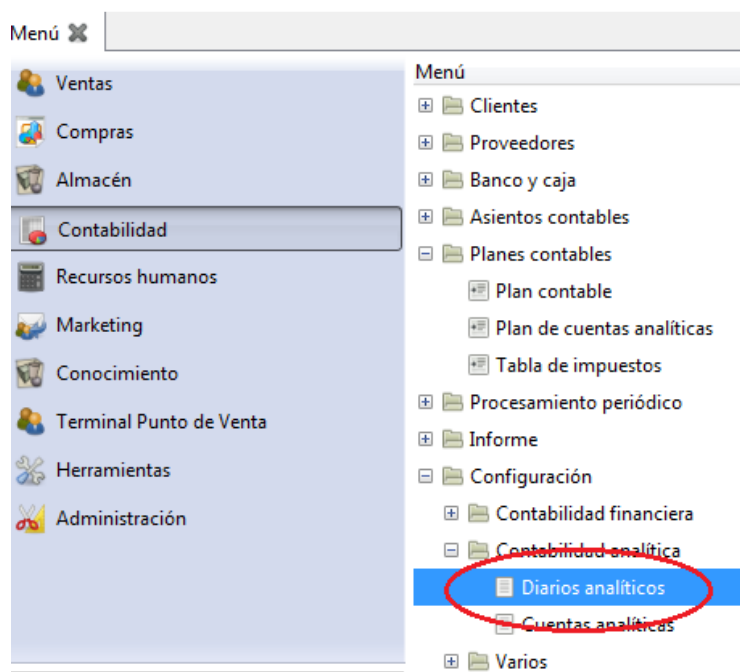 Menú
Ventas
Compras
Almacén
Contabilidad
Recursos humanos
Marketing
Conocimiento
Terminal Punto de Venta
Herramientas
Administración
Menú
Clientes
Proveedores
Banco y caja
Asientos contables
Planes contables
Plan contable
Plan de cuentas analíticas
Tabla de impuestos
Procesamiento periódico
Informe
Configuración
Contabilidad financiera
Contabilidad analítica
Diarios analíticos
Cuentas analíticas
Varios